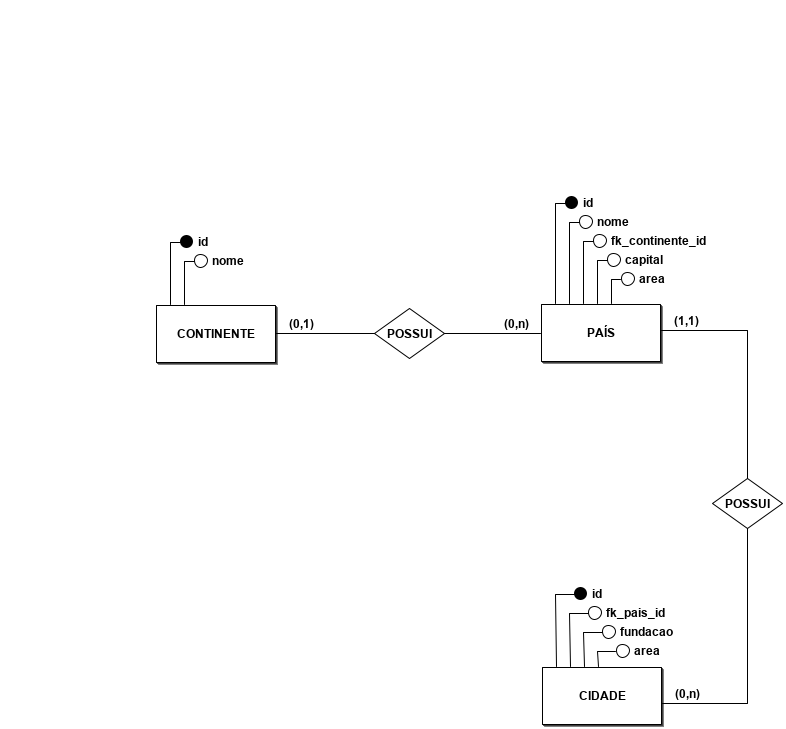 id
nome
CONTINENTE
(0,1)
POSSUI
(0,n)
id
nome
fk_continente_id
capital
area
PAÍS
(1,1)
POSSUI
id
fk_pais_id
fundacao
area
CIDADE
(0,n)